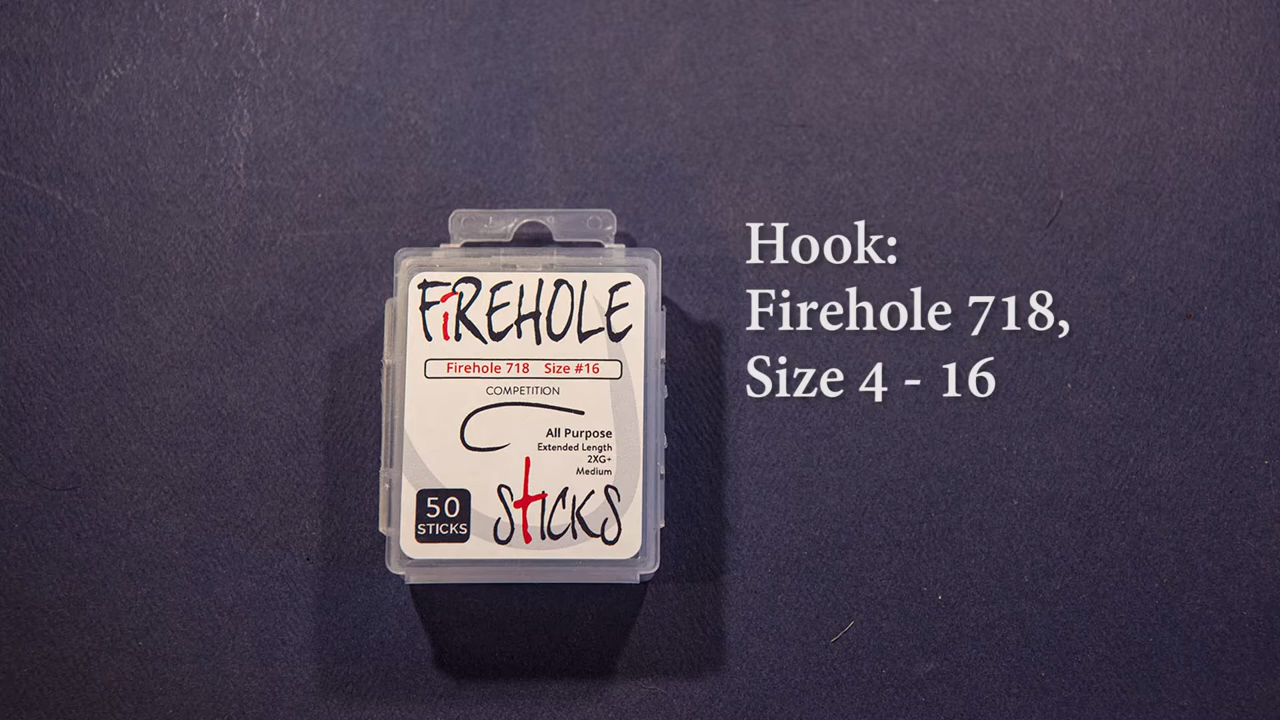 FiREHOLE
Firehole 718 Size #16
COMPETITION
All Purpose
Extended Length
2XG+
Medium
50
STICKS
StICKS
Hook:
Firehole 718,
Size 4 - 16